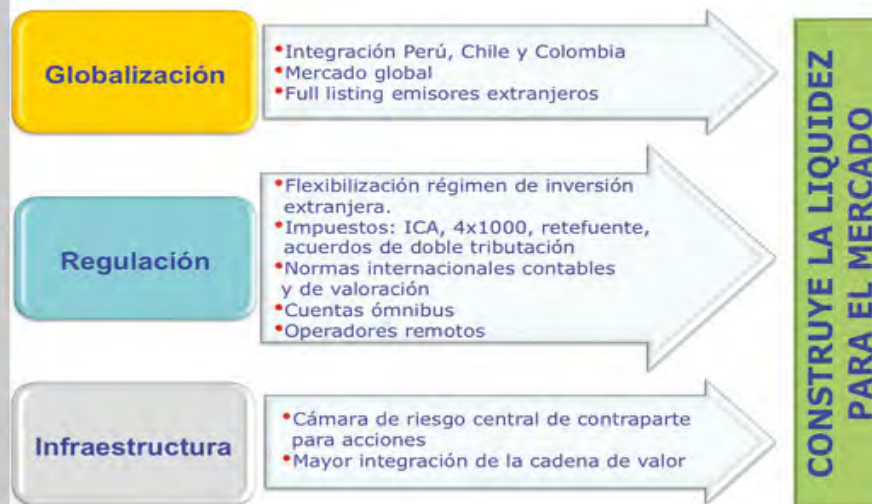 Globalización
•Integración Perú, Chile y Colombia
•Mercado global
•Full listing emisores extranjeros
Regulación
•Flexibilización régimen de inversión
extranjera.
•Impuestos: ICA, 4x1000, retefuente,
acuerdos de doble tributación
•Normas internacionales contables
y de valoración
•Cuentas ómnibus
•Operadores remotos
Infraestructura
•Cámara de riesgo central de contraparte
para acciones
•Mayor integración de la cadena de valor
CONSTRUYE LA LIQUIDEZ
PARA EL MERCADO